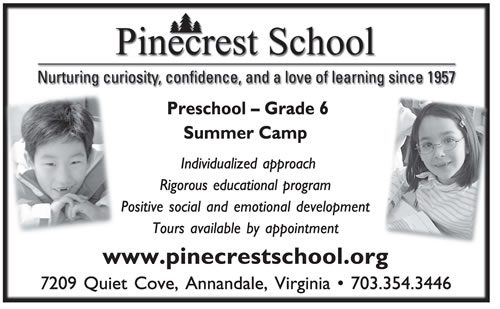 Pinecrest School
Nurturing curiosity, confidence, and a love of learning since 1957
Preschool – Grade 6
Summer Camp
Individualized approach
Rigorous educational program
Positive social and emotional development
Tours available by appointment
www.pinecrestschool.org
7209 Quiet Cove, Annandale, Virginia • 703.354.3446